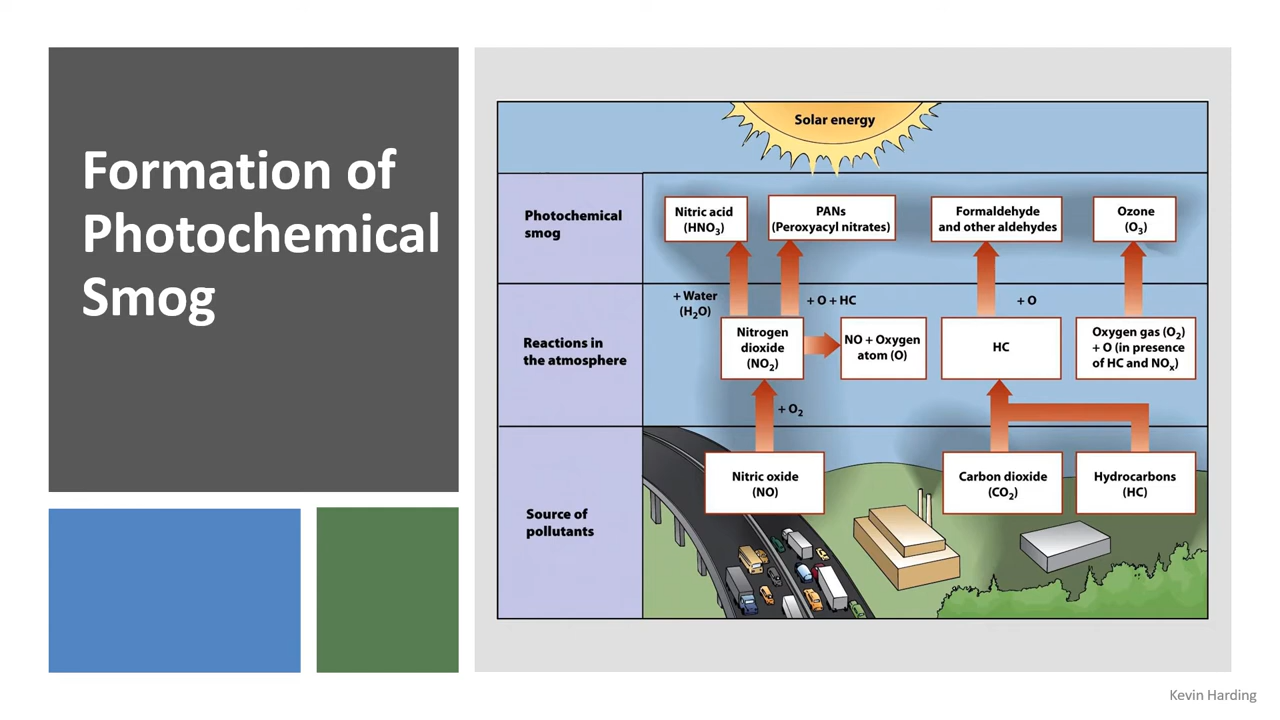 Formation of
Photochemical
Smog
Solar energy
Photochemical
smog
Nitric acid
(HNO₃)
PANs
(Peroxyacyl nitrates)
Formaldehyde
and other aldehydes
Ozone
(O₃)
Reactions in
the atmosphere
+ Water
(H₂O)
+ O + HC
+ O
Nitrogen
dioxide
(NO₂)
NO + Oxygen
atom (O)
HC
Oxygen gas (O₂)
+ O (in presence
of HC and NOₓ)
+ O₂
Source of
pollutants
Nitric oxide
(NO)
Carbon dioxide
(CO₂)
Hydrocarbons
(HC)
Kevin Harding